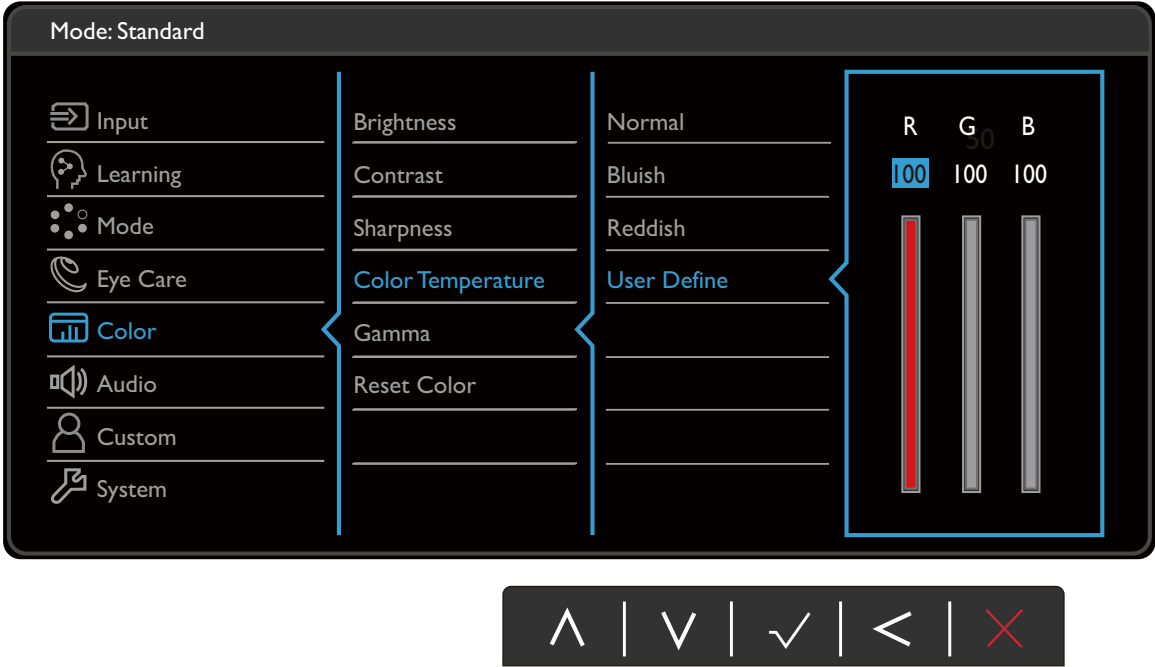 Mode: Standard
Input
Learning
Mode
Eye Care
Color
Audio
Custom
System
Brightness
Contrast
Sharpness
Color Temperature
Gamma
Reset Color
Normal
Bluish
Reddish
User Define
R G B
50
100 100 100